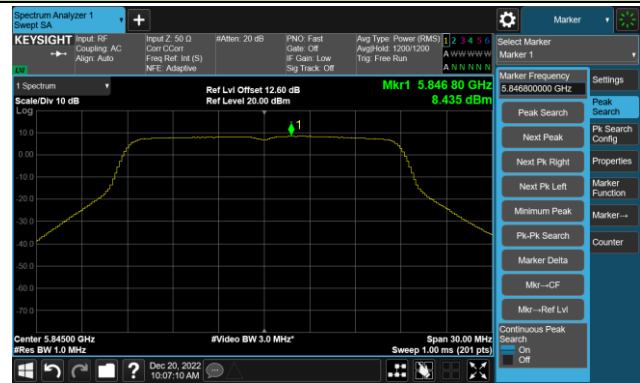 Spectrum Analyzer 1
Swept SA
+
Marker
KEYSIGHT
Input: RF
Coupling: AC
Align: Auto
Input Z: 50 Ω
Corr CCorr
Freq Ref: Int (S)
NFE: Adaptive
#Atten: 20 dB
PNO: Fast
Gate: Off
IF Gain: Low
Sig Track: Off
Avg Type: Power (RMS)
Avg|Hold: 1200/1200
Trig: Free Run
1 2 3 4 5 6
A W W W W W
A N N N N N
LW
Select Marker
Marker 1
1 Spectrum
Scale/Div 10 dB
Log
Ref Lvl Offset 12.60 dB
Ref Level 20.00 dBm
Mkr1 5.846 80 GHz
8.435 dBm
1
10.0
0.00
-10.0
-20.0
-30.0
-40.0
-50.0
-60.0
-70.0
Center 5.84500 GHz
#Res BW 1.0 MHz
#Video BW 3.0 MHz*
Span 30.00 MHz
Sweep 1.00 ms (201 pts)
Marker Frequency
5.846800000 GHz
Peak Search
Next Peak
Next Pk Right
Next Pk Left
Minimum Peak
Pk-Pk Search
Marker Delta
Mkr→CF
Mkr→Ref Lvl
Continuous Peak
Search
On
Off
Settings
Peak
Search
Pk Search
Config
Properties
Marker
Function
Marker→
Counter
?
Dec 20, 2022
10:07:10 AM